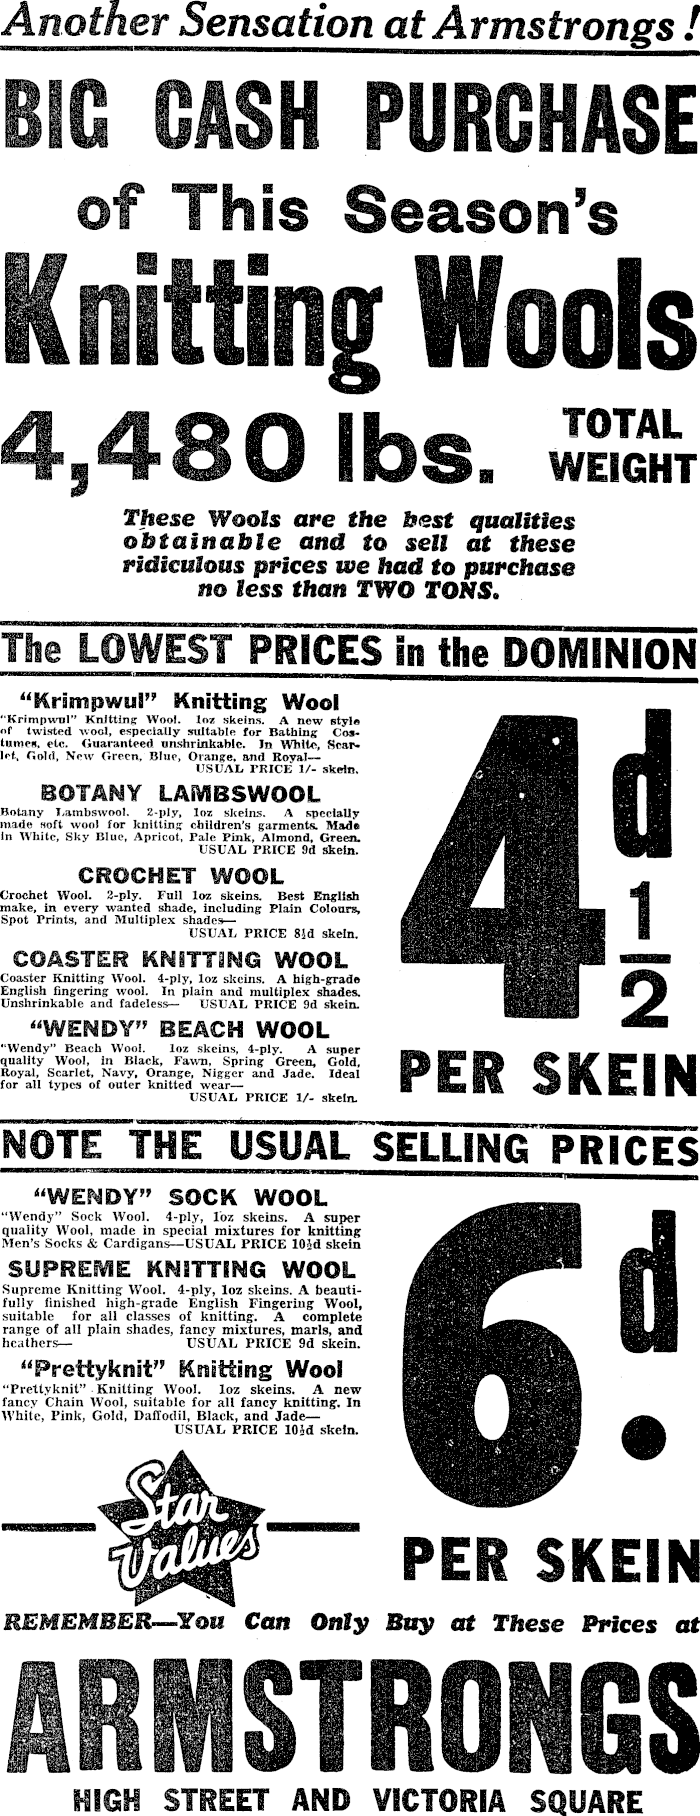 Another Sensation at Armstrongs!
BIG CASH PURCHASE
of This Season's
Knitting Wools
4,480 lbs. TOTAL
WEIGHT
These Wools are the best qualities
obtainable and to sell at these
ridiculous prices we had to purchase
no less than TWO TONS.
The LOWEST PRICES in the DOMINION
"Krimpwul" Knitting Wool
"Krimpwul" Knitting Wool. 1oz skeins. A new style
of twisted wool, especially suitable for Bathing Cos-
tumes, etc. Guaranteed unshrinkable. In White, Scar-
let, Gold, New Green, Blue, Orange, and Royal—
USUAL PRICE 1/- skein.
BOTANY LAMBSWOOL
Botany Lambswool. 2-ply, 1oz skeins. A specially
made soft wool for knitting children's garments. Made
in White, Sky Blue, Apricot, Pale Pink, Almond, Green.
USUAL PRICE 9d skein.
CROCHET WOOL
Crochet Wool. 2-ply. Full 1oz skeins. Best English
make, in every wanted shade, including Plain Colours,
Spot Prints, and Multiplex shades—
USUAL PRICE 8½d skein.
COASTER KNITTING WOOL
Coaster Knitting Wool. 4-ply, 1oz skeins. A high-grade
English fingering wool. In plain and multiplex shades.
Unshrinkable and fadeless— USUAL PRICE 9d skein.
"WENDY" BEACH WOOL
"Wendy" Beach Wool. 1oz skeins, 4-ply. A super
quality Wool, in Black, Fawn, Spring Green, Gold,
Royal, Scarlet, Navy, Orange, Nigger and Jade. Ideal
for all types of outer knitted wear—
USUAL PRICE 1/- skein.
4½d
PER SKEIN
NOTE THE USUAL SELLING PRICES
"WENDY" SOCK WOOL
"Wendy" Sock Wool. 4-ply, 1oz skeins. A super
quality Wool, made in special mixtures for knitting
Men's Socks & Cardigans—USUAL PRICE 10½d skein
SUPREME KNITTING WOOL
Supreme Knitting Wool. 4-ply, 1oz skeins. A beauti-
fully finished high-grade English Fingering Wool,
suitable for all classes of knitting. A complete
range of all plain shades, fancy mixtures, marls, and
heathers— USUAL PRICE 9d skein.
"Prettyknit" Knitting Wool
"Prettyknit" Knitting Wool. 1oz skeins. A new
fancy Chain Wool, suitable for all fancy knitting. In
White, Pink, Gold, Daffodil, Black, and Jade—
USUAL PRICE 10½d skein.
6d.
PER SKEIN
Star
Values
REMEMBER—You Can Only Buy at These Prices at
ARMSTRONGS
HIGH STREET AND VICTORIA SQUARE